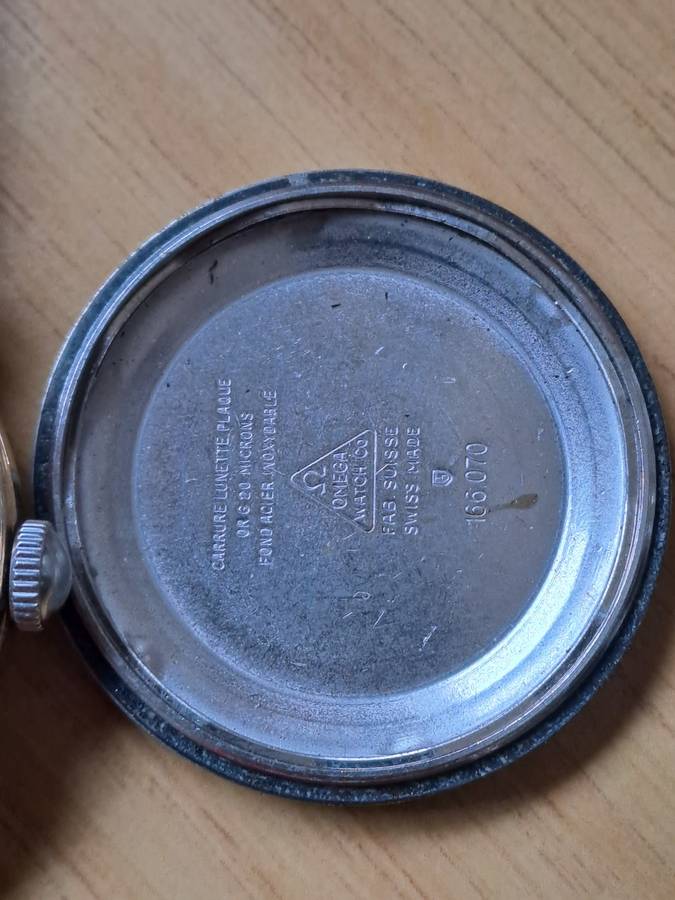 CARRURE LUNETTE PLAQUE
OR G 20 MICRONS
FOND ACIER INOXYDABLE
Ω
OMEGA
WATCH Co
FAB. SUISSE
SWISS MADE
166.070